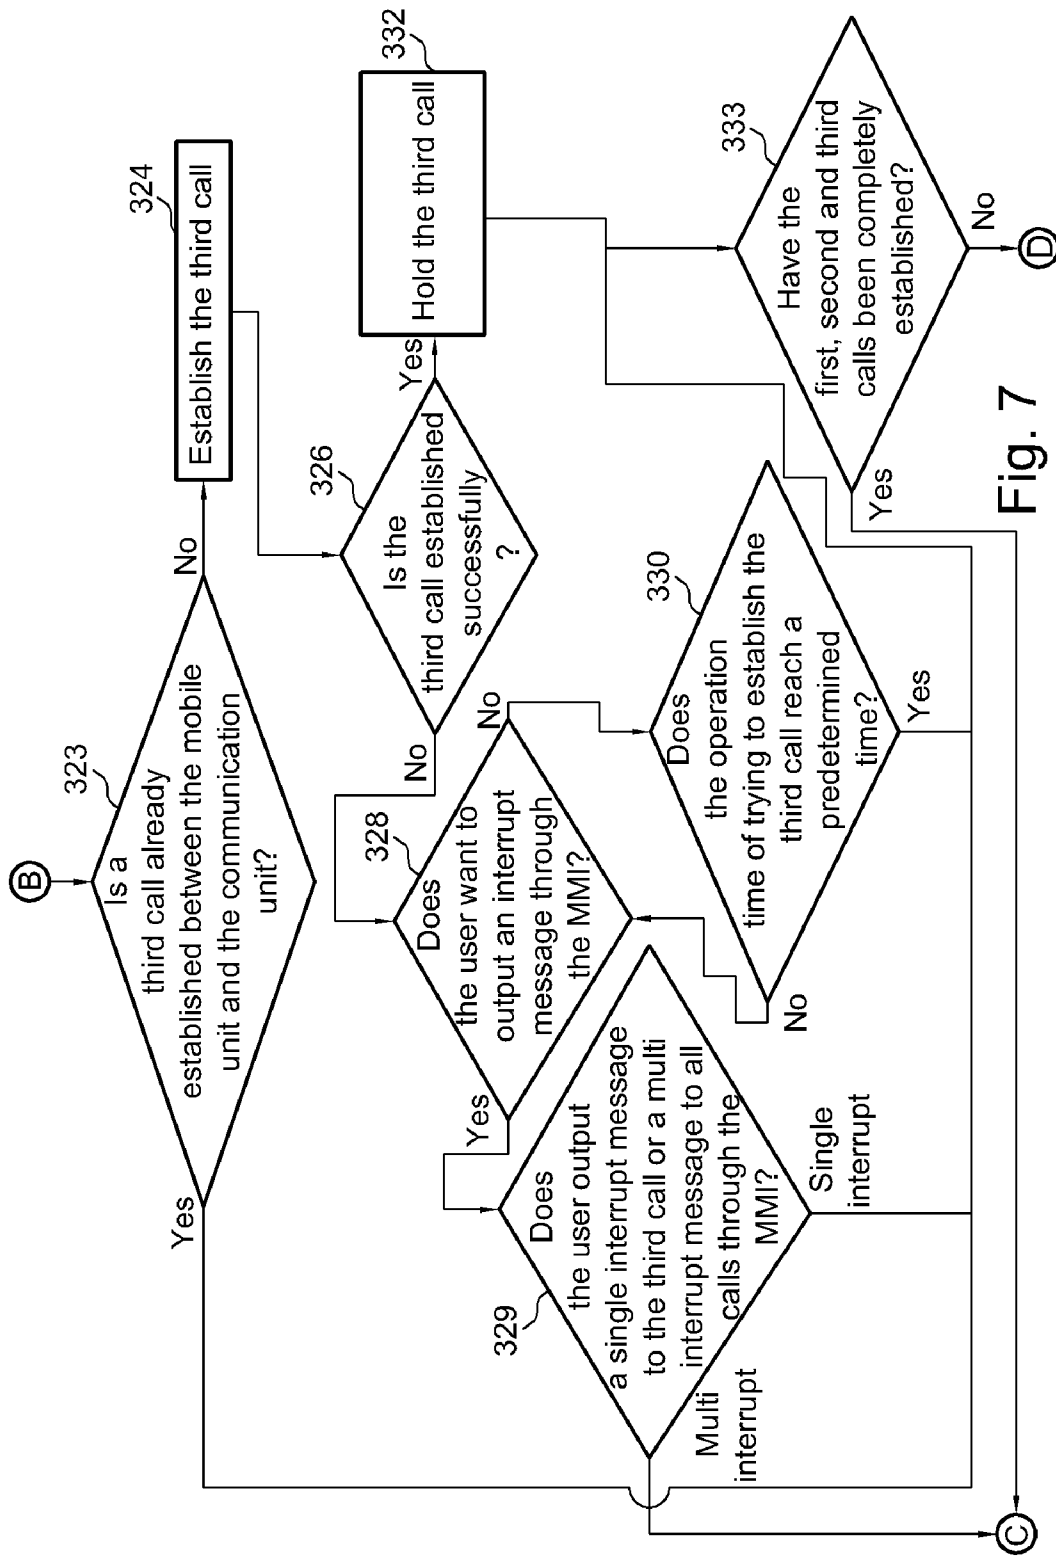 B
323
Is a
third call already
established between the mobile
unit and the communication
unit?
Yes
No
324
Establish the third call
326
Is the
third call established
successfully
?
No
Yes
332
Hold the third call
328
Does
the user want to
output an interrupt
message through
the MMI?
Yes
No
329
Does
the user output
a single interrupt message
to the third call or a multi
interrupt message to all
calls through the
MMI?
Multi
interrupt
Single
interrupt
330
Does
the operation
time of trying to establish the
third call reach a
predetermined
time?
No
Yes
333
Have the
first, second and third
calls been completely
established?
Yes
No
C
D
Fig. 7